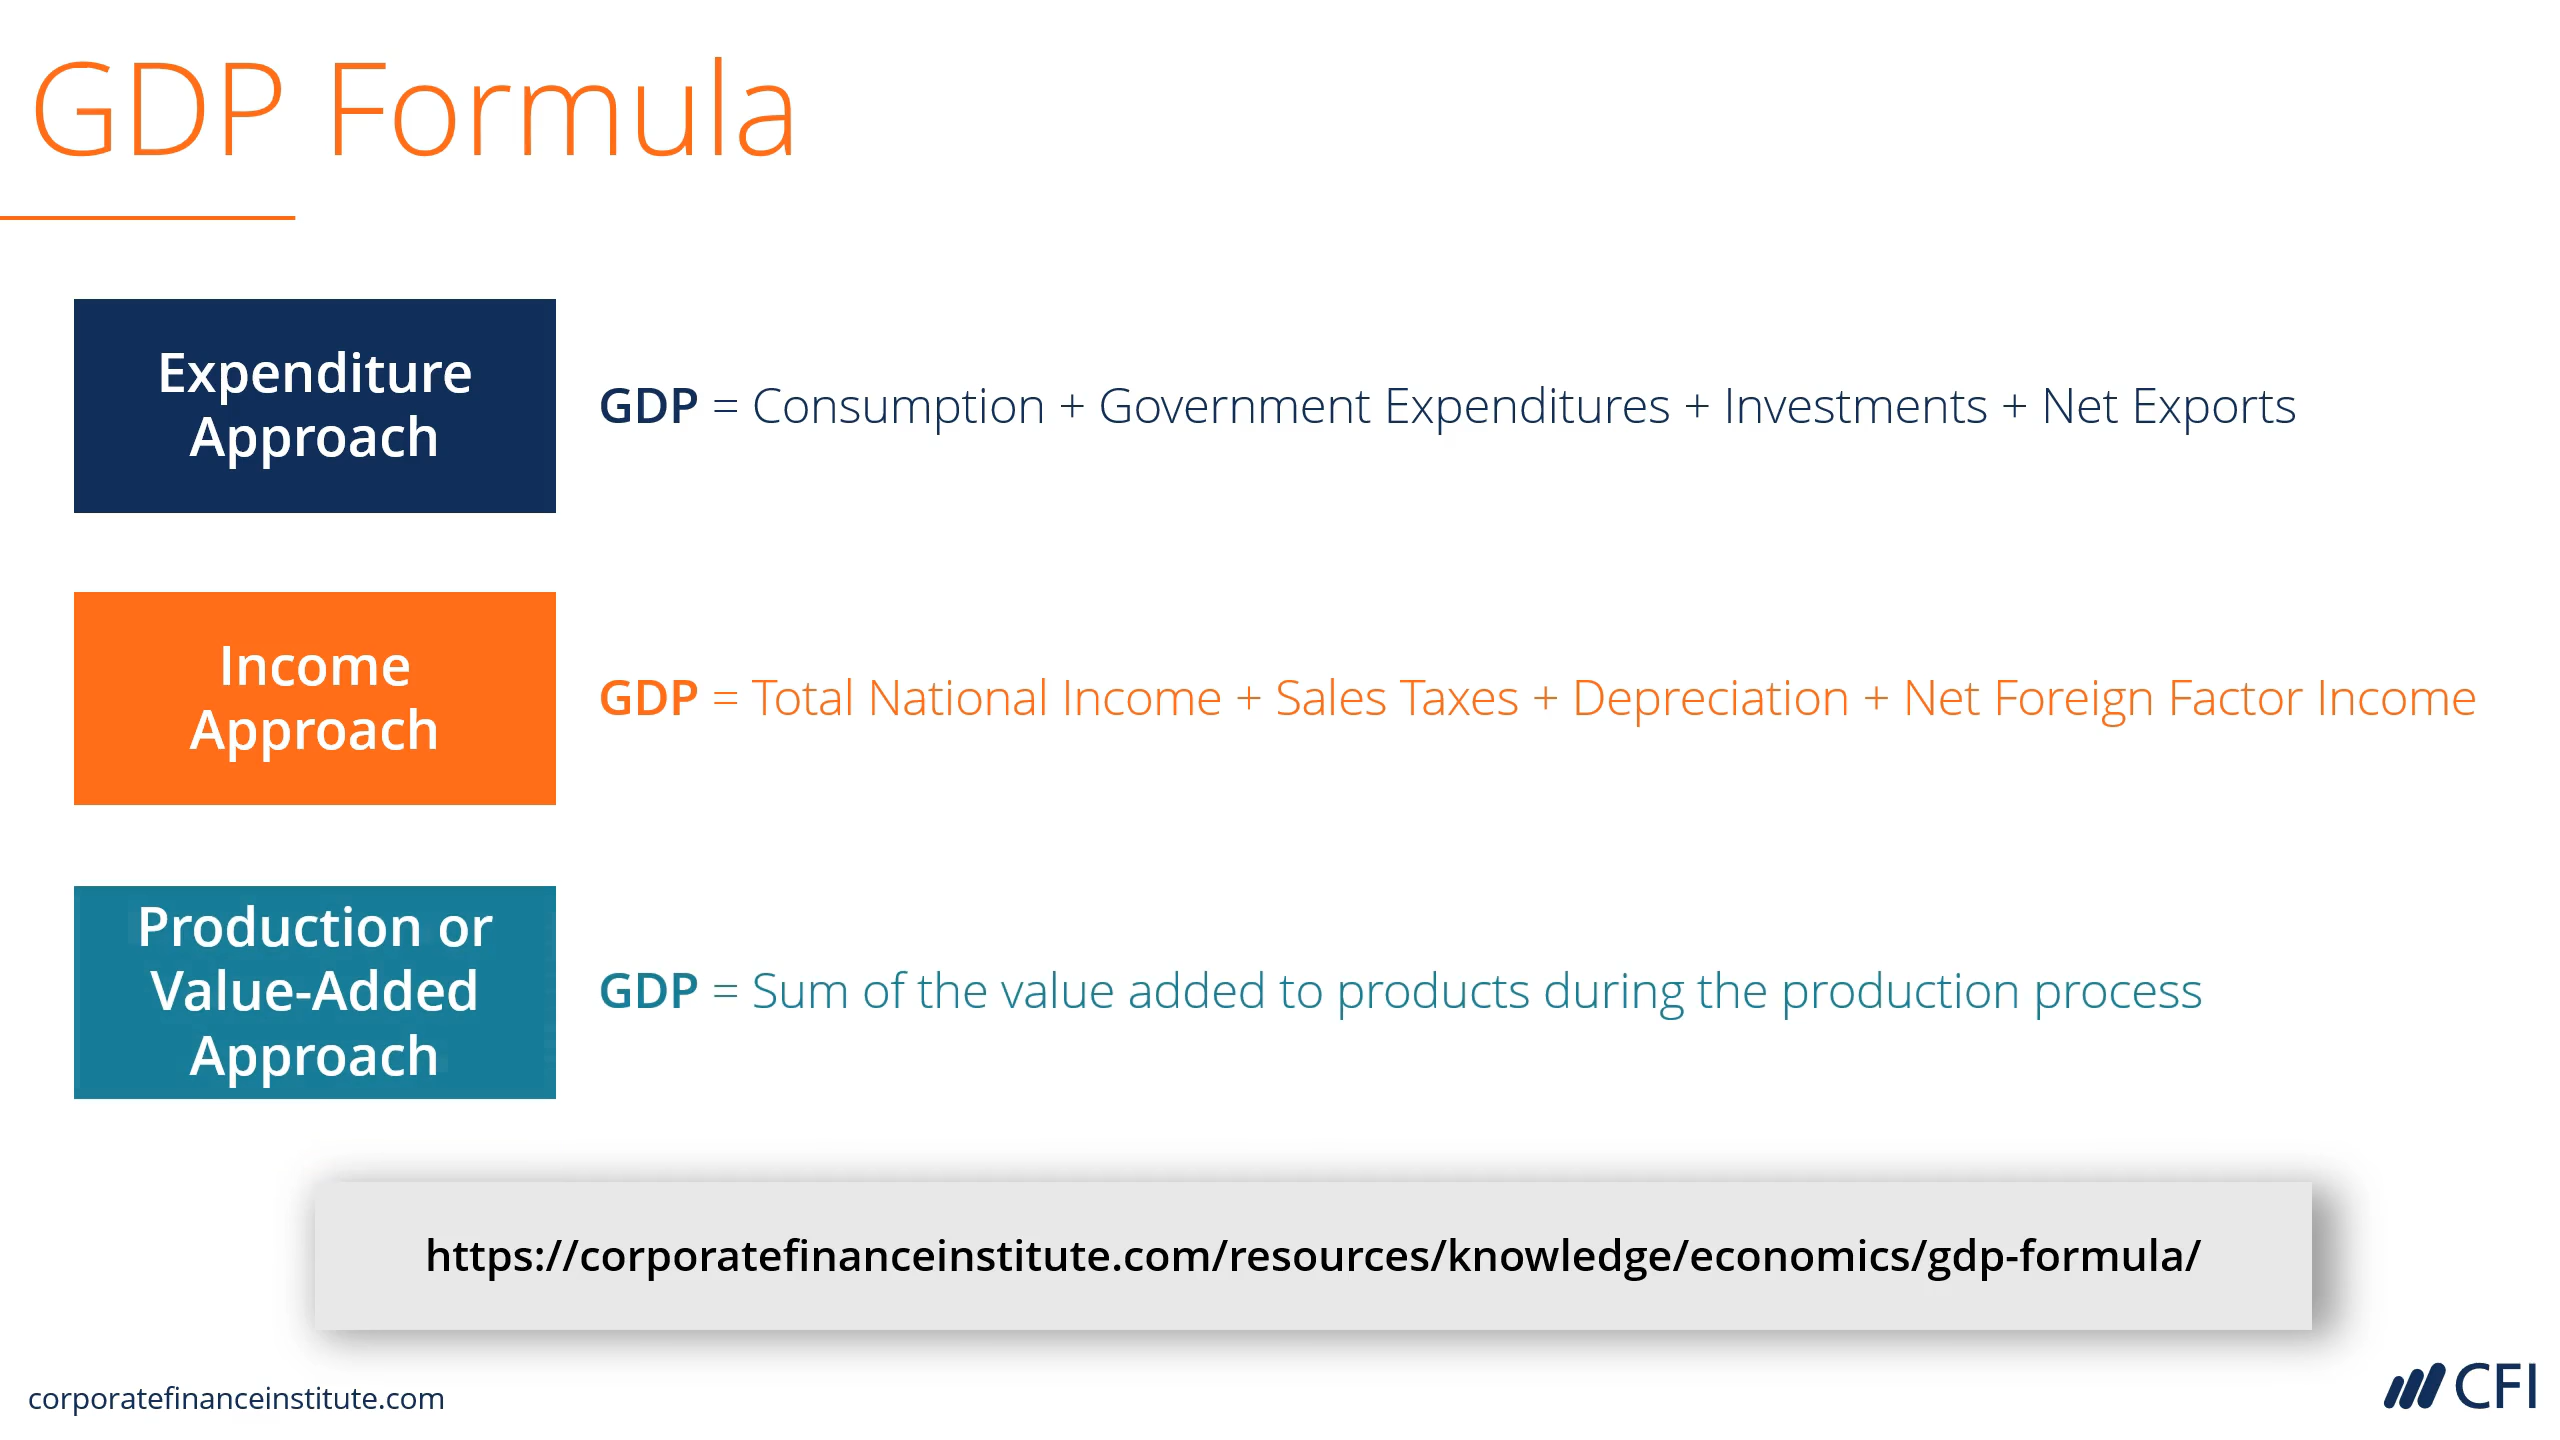 GDP Formula
Expenditure
Approach
GDP = Consumption + Government Expenditures + Investments + Net Exports
Income
Approach
GDP = Total National Income + Sales Taxes + Depreciation + Net Foreign Factor Income
Production or
Value-Added
Approach
GDP = Sum of the value added to products during the production process
https://corporatefinanceinstitute.com/resources/knowledge/economics/gdp-formula/
corporatefinanceinstitute.com
CFI